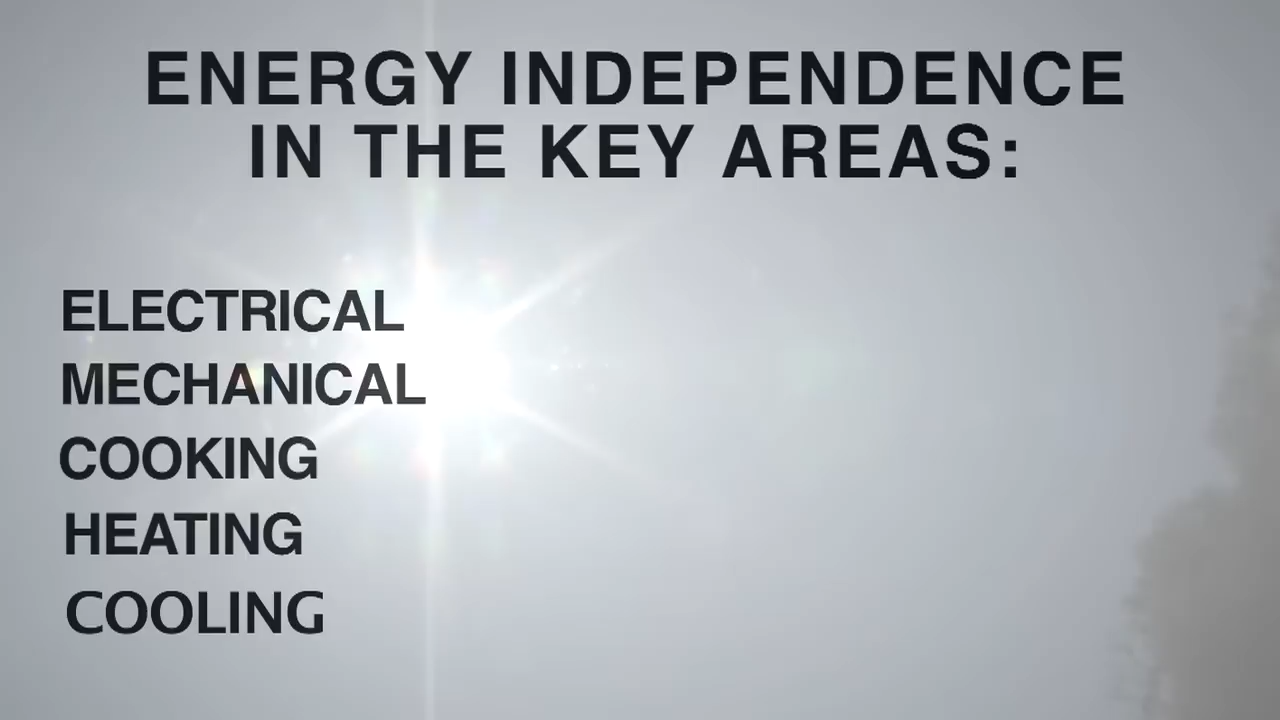 ENERGY INDEPENDENCE
IN THE KEY AREAS:
ELECTRICAL
MECHANICAL
COOKING
HEATING
COOLING